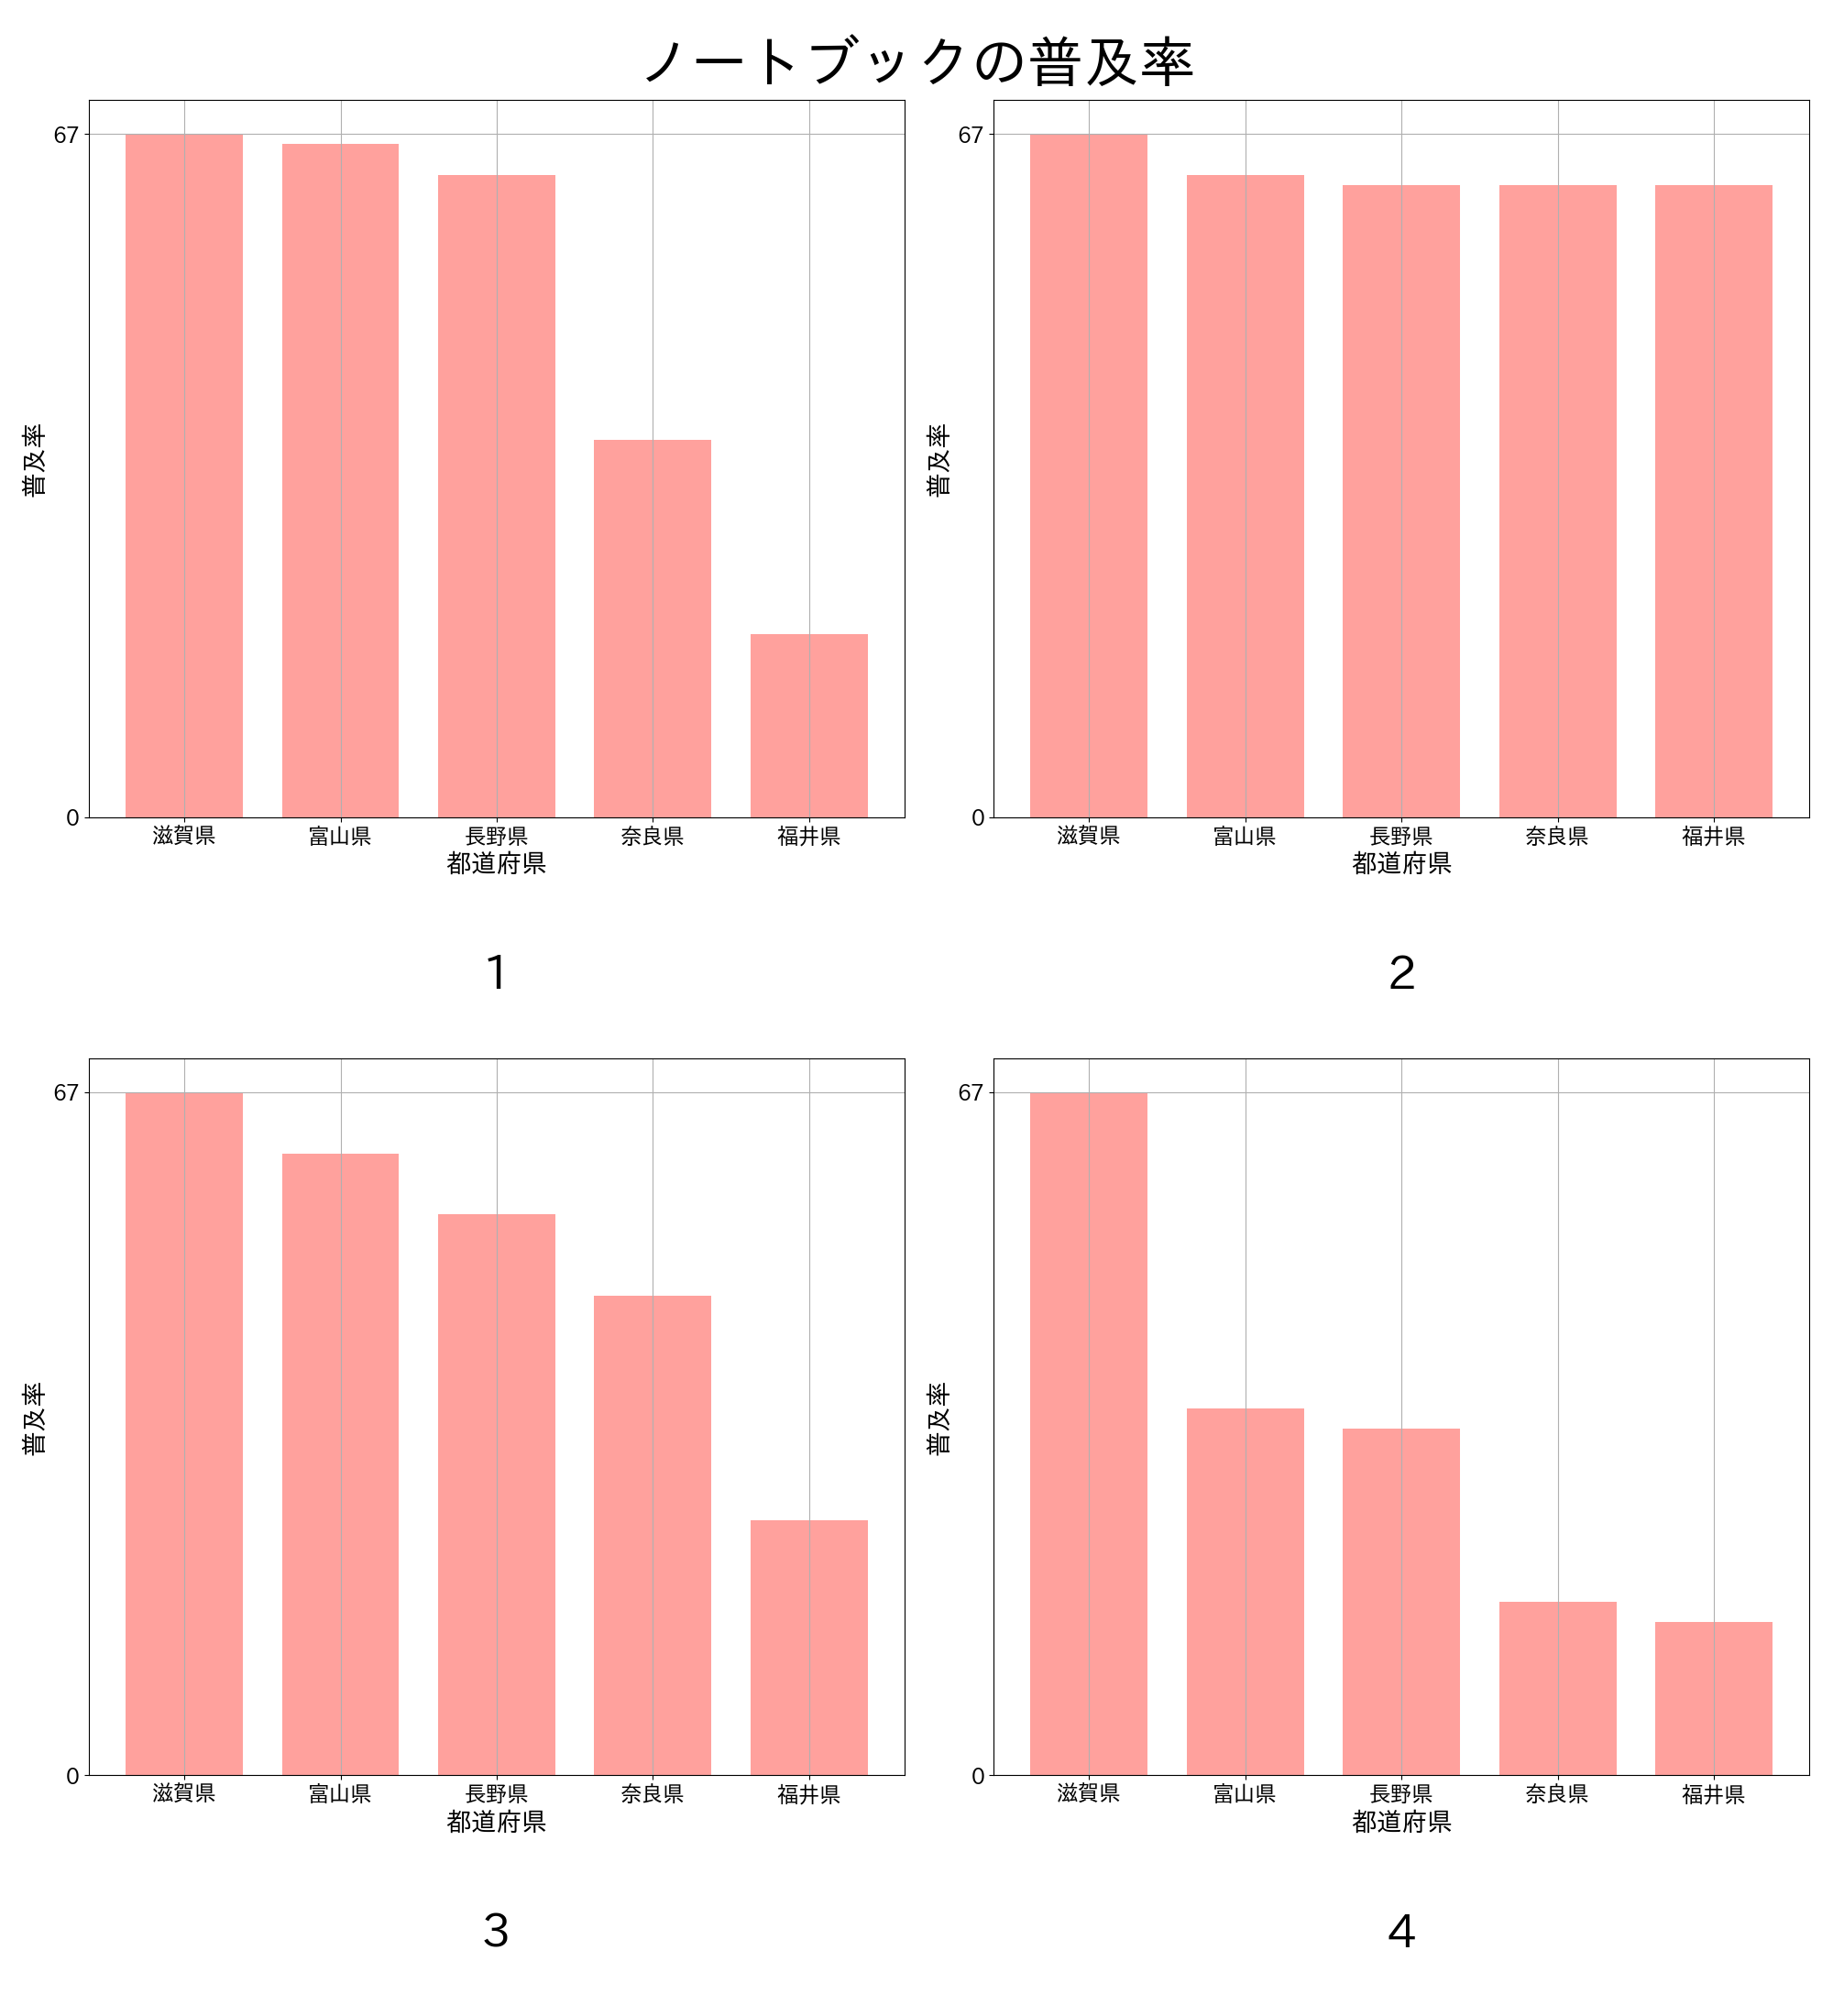 ノートブックの普及率
67
0
普及率
滋賀県 富山県 長野県 奈良県 福井県
都道府県
1
67
0
普及率
滋賀県 富山県 長野県 奈良県 福井県
都道府県
2
67
0
普及率
滋賀県 富山県 長野県 奈良県 福井県
都道府県
3
67
0
普及率
滋賀県 富山県 長野県 奈良県 福井県
都道府県
4